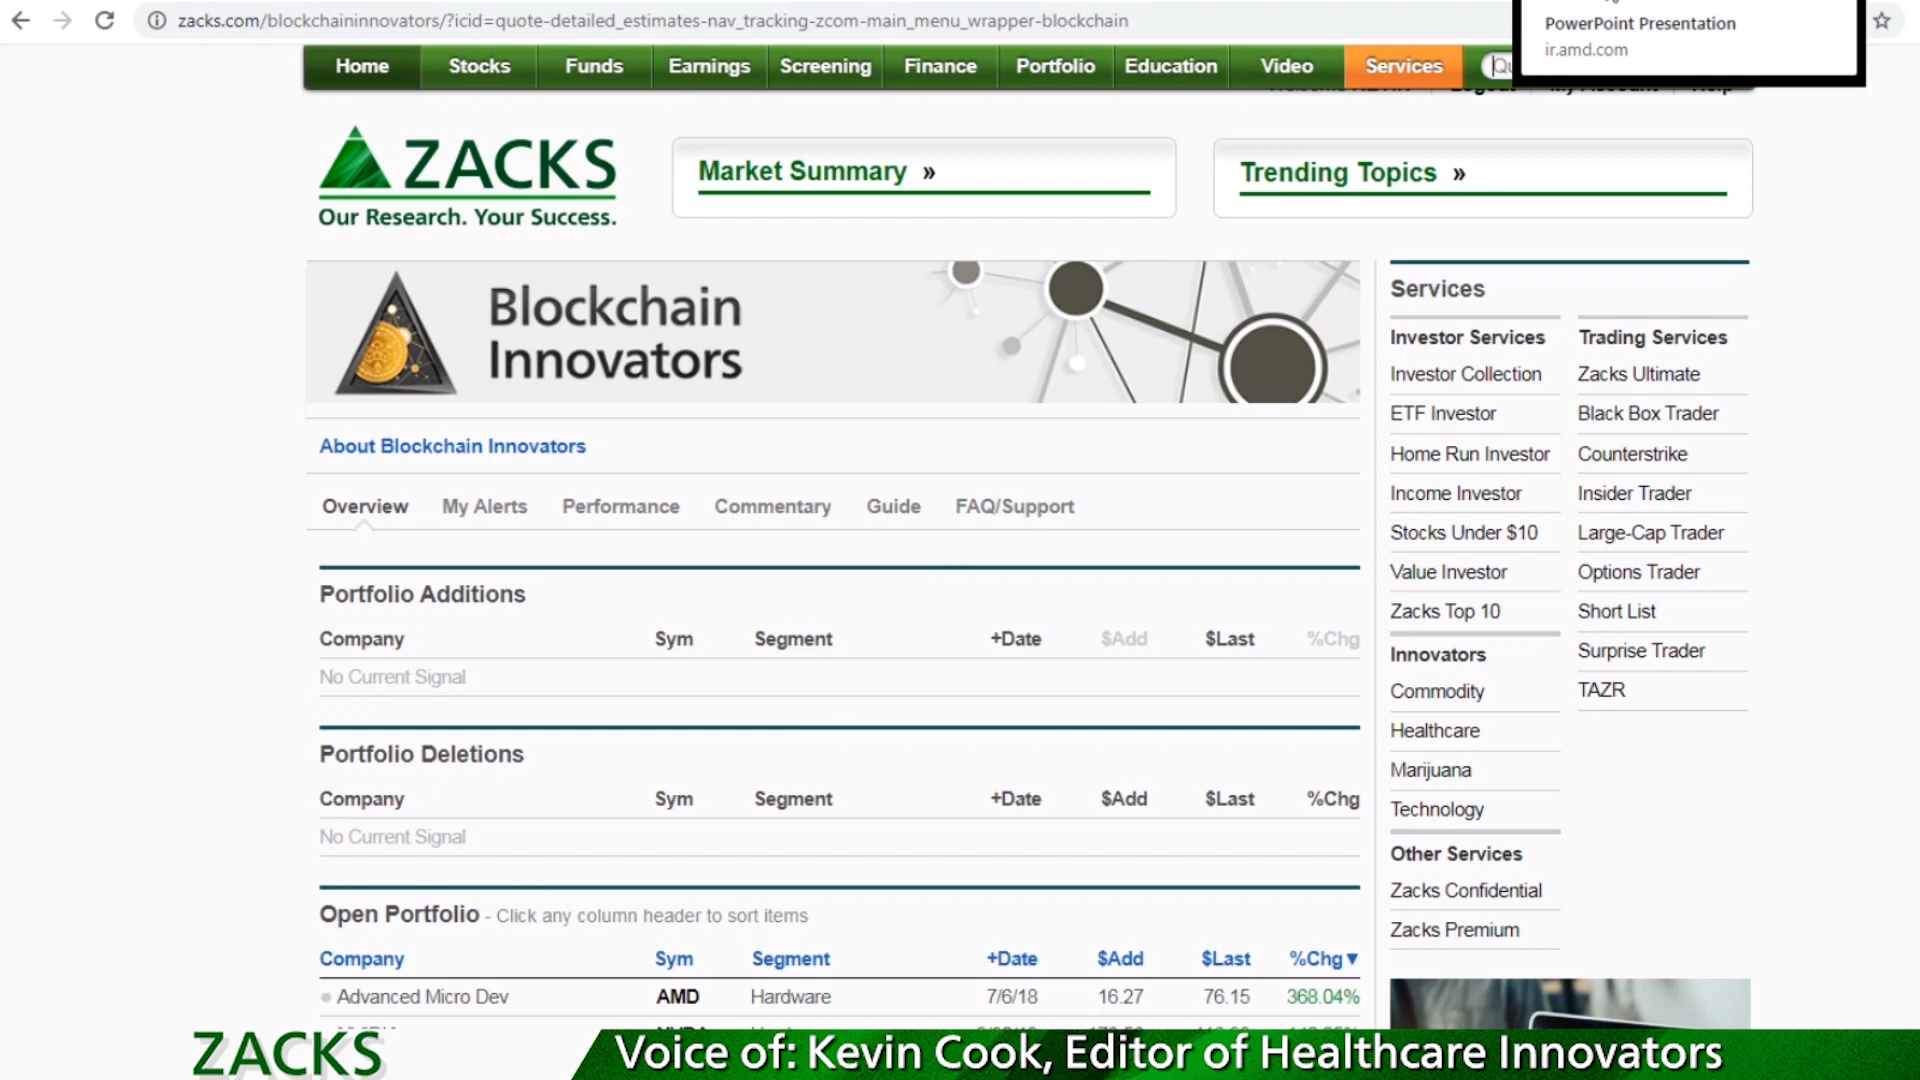 zacks.com/blockchaininnovators/?icid=quote-detailed_estimates-nav_tracking-zcom-main_menu_wrapper-blockchain
PowerPoint Presentation
ir.amd.com
Home Stocks Funds Earnings Screening Finance Portfolio Education Video Services
ZACKS
Our Research. Your Success.
Market Summary »
Trending Topics »
Blockchain
Innovators
About Blockchain Innovators
Overview My Alerts Performance Commentary Guide FAQ/Support
Portfolio Additions
Company Sym Segment +Date $Add $Last %Chg
No Current Signal
Portfolio Deletions
Company Sym Segment +Date $Add $Last %Chg
No Current Signal
Open Portfolio - Click any column header to sort items
Company Sym Segment +Date $Add $Last %Chg▼
Advanced Micro Dev AMD Hardware 7/6/18 16.27 76.15 368.04%
Services
Investor Services
Investor Collection
ETF Investor
Home Run Investor
Income Investor
Stocks Under $10
Value Investor
Zacks Top 10
Innovators
Commodity
Healthcare
Marijuana
Technology
Other Services
Zacks Confidential
Zacks Premium
Trading Services
Zacks Ultimate
Black Box Trader
Counterstrike
Insider Trader
Large-Cap Trader
Options Trader
Short List
Surprise Trader
TAZR
ZACKS
Voice of: Kevin Cook, Editor of Healthcare Innovators